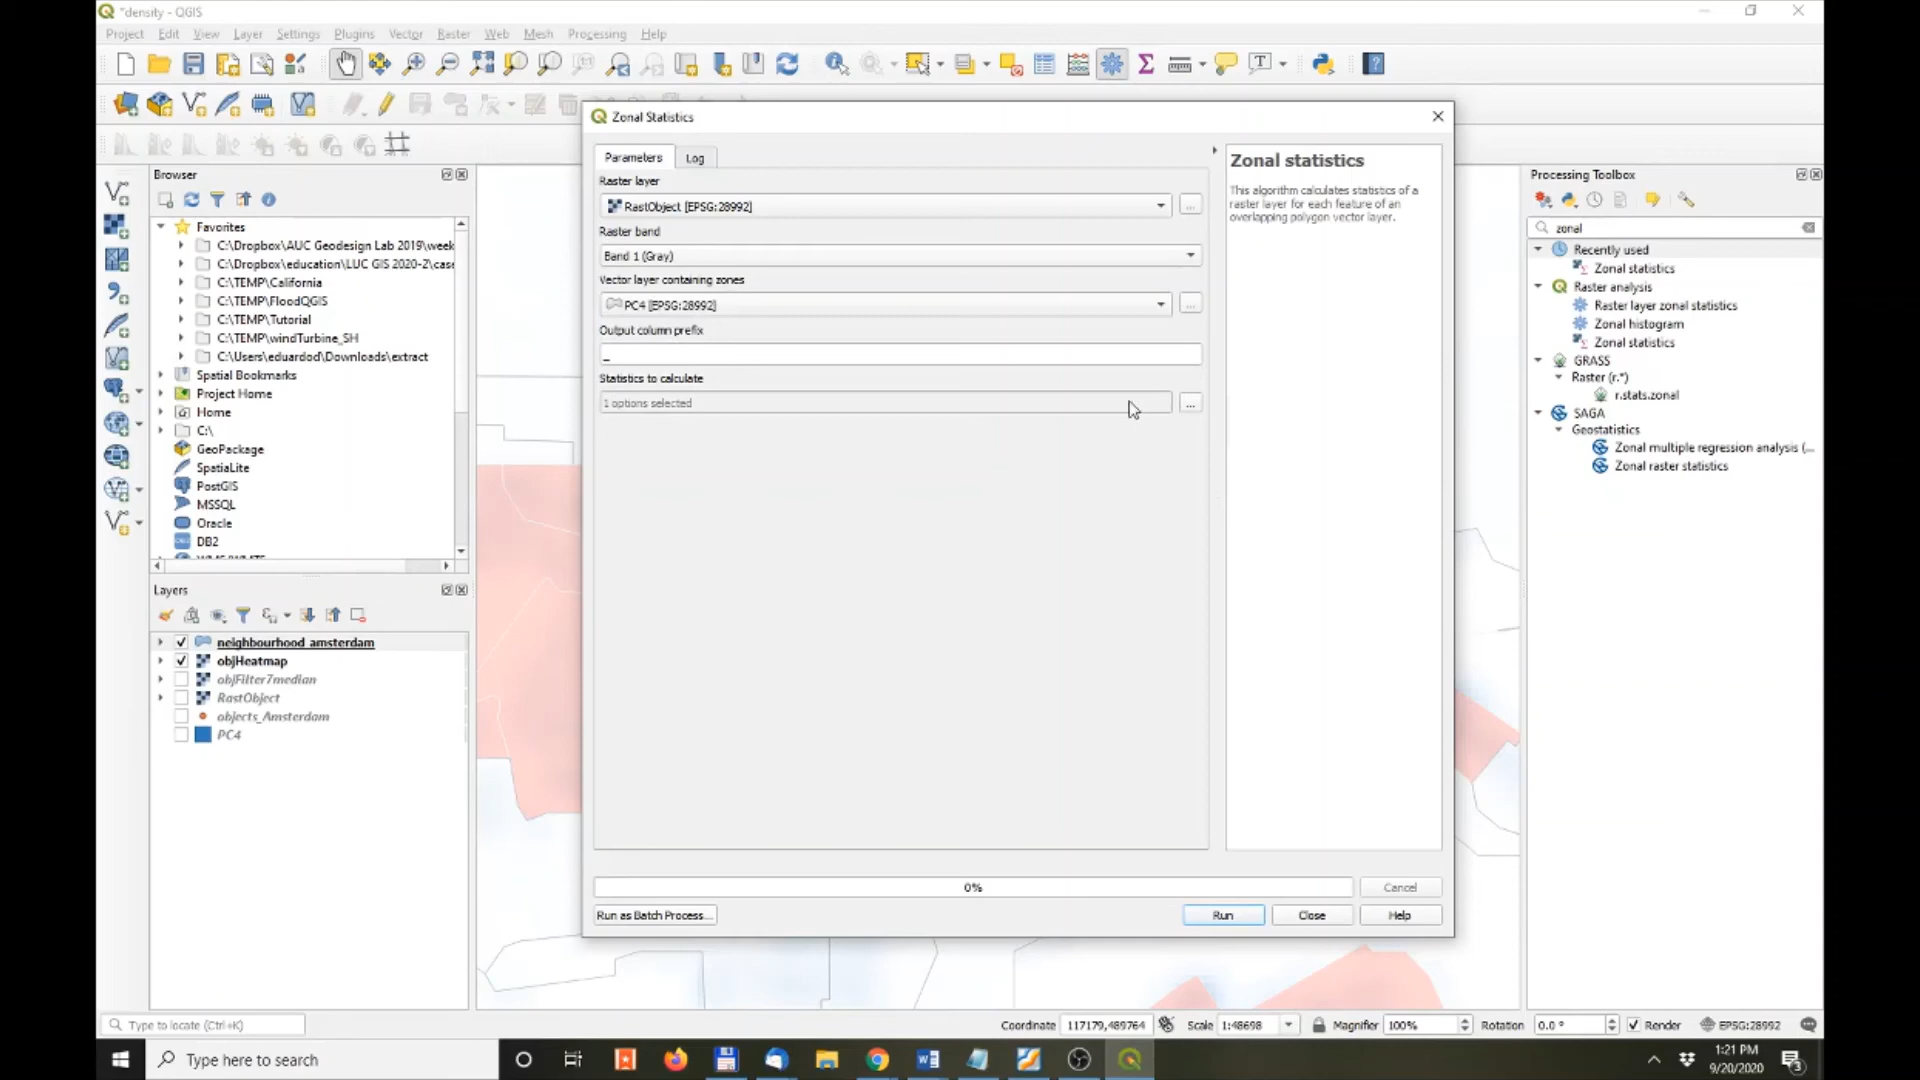 *density - QGIS
Project Edit View Layer Settings Plugins Vector Raster Web Mesh Processing Help
Browser
Favorites
C:\Dropbox\AUC Geodesign Lab 2019\week
C:\Dropbox\education\LUC GIS 2020-2\case
C:\TEMP\California
C:\TEMP\FloodQGIS
C:\TEMP\Tutorial
C:\TEMP\windTurbine_SH
C:\Users\eduardod\Downloads\extract
Spatial Bookmarks
Project Home
Home
C:\
GeoPackage
SpatiaLite
PostGIS
MSSQL
Oracle
DB2
Layers
neighbourhood_amsterdam
objHeatmap
objFilter7median
RastObject
objects_Amsterdam
PC4
Zonal Statistics
Parameters Log
Raster layer
RastObject [EPSG:28992]
Raster band
Band 1 (Gray)
Vector layer containing zones
PC4 [EPSG:28992]
Output column prefix
_
Statistics to calculate
1 options selected
...
Zonal statistics
This algorithm calculates statistics of a
raster layer for each feature of an
overlapping polygon vector layer.
0%
Cancel
Run as Batch Process...
Run
Close
Help
Processing Toolbox
zonal
Recently used
Zonal statistics
Raster analysis
Raster layer zonal statistics
Zonal histogram
Zonal statistics
GRASS
Raster (r.*)
r.stats.zonal
SAGA
Geostatistics
Zonal multiple regression analysis (...
Zonal raster statistics
Type to locate (Ctrl+K)
Coordinate 117179,489764 Scale 1:48698 Magnifier 100% Rotation 0.0 ° Render EPSG:28992
Type here to search
1:21 PM
9/20/2020
3